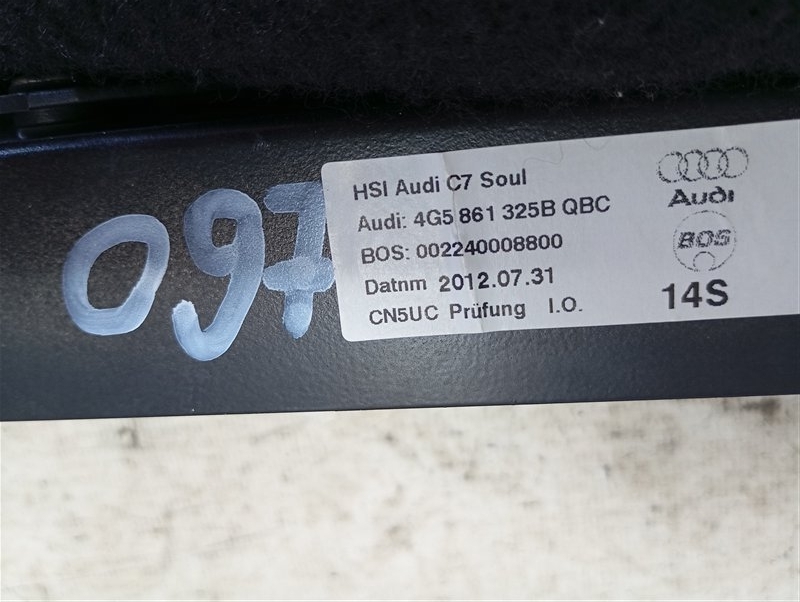 097
HSI Audi C7 Soul
Audi: 4G5 861 325B QBC
BOS: 002240008800
Datnm 2012.07.31
CN5UC Prüfung I.O.
Audi
BOS
14S